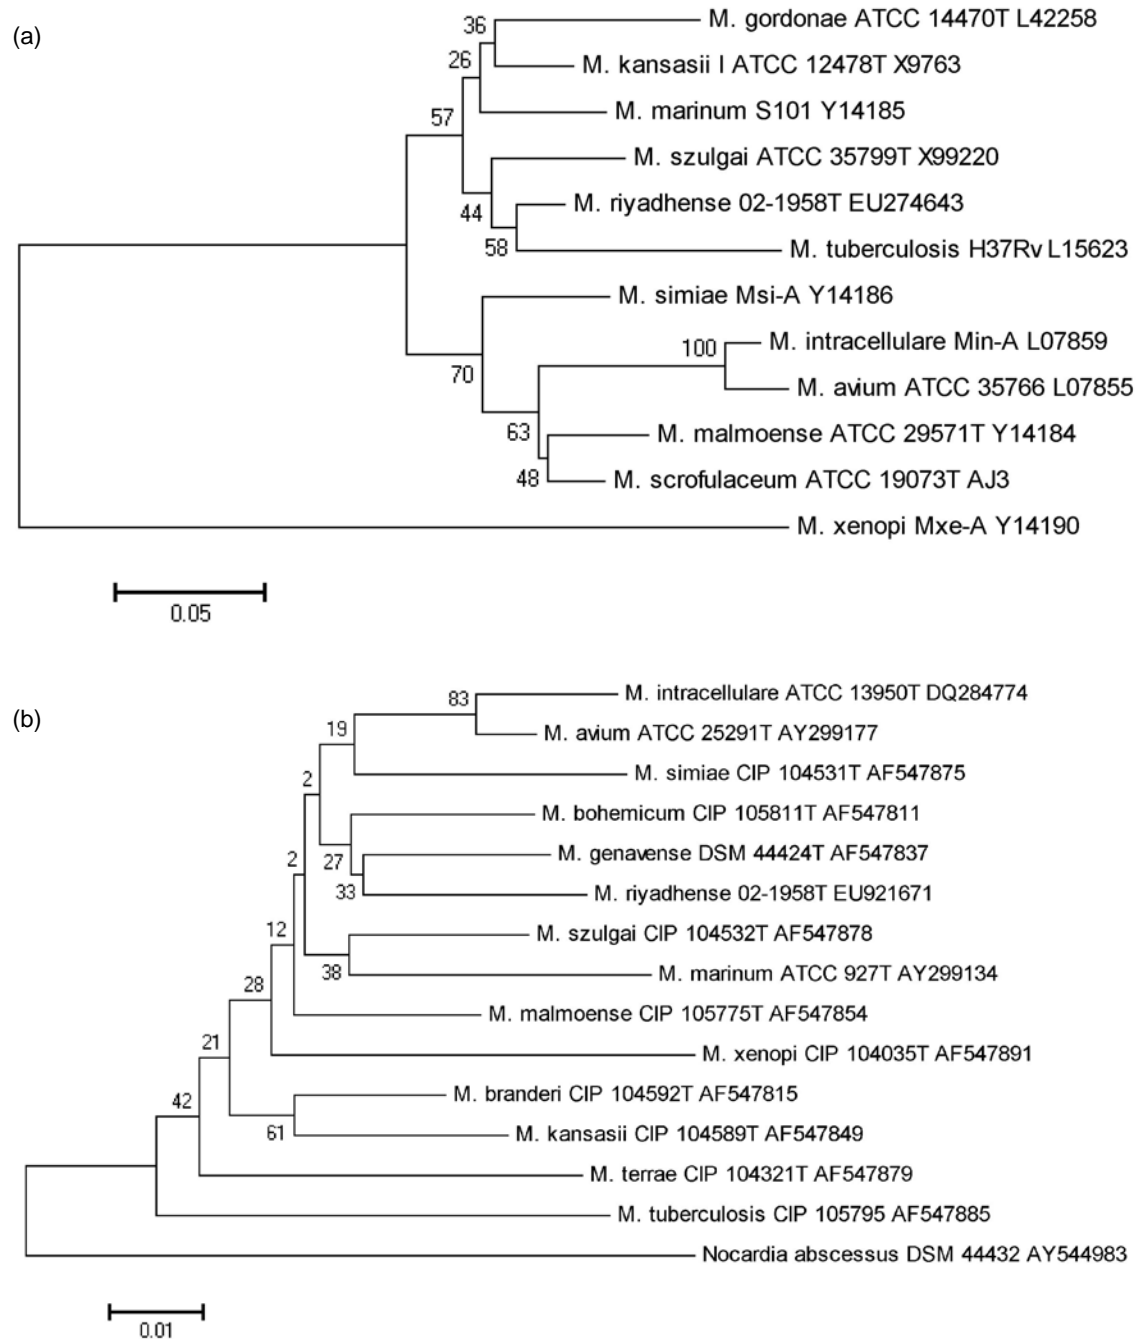 (a)
36
M. gordonae ATCC 14470T L42258
26
M. kansasii I ATCC 12478T X9763
57
M. marinum S101 Y14185
M. szulgai ATCC 35799T X99220
44
M. riyadhense 02-1958T EU274643
58
M. tuberculosis H37Rv L15623
M. simiae Msi-A Y14186
100
M. intracellulare Min-A L07859
70
M. avium ATCC 35766 L07855
63
M. malmoense ATCC 29571T Y14184
48
M. scrofulaceum ATCC 19073T AJ3
M. xenopi Mxe-A Y14190
0.05
(b)
83
M. intracellulare ATCC 13950T DQ284774
19
M. avium ATCC 25291T AY299177
2
M. simiae CIP 104531T AF547875
M. bohemicum CIP 105811T AF547811
2
27
M. genavense DSM 44424T AF547837
33
M. riyadhense 02-1958T EU921671
12
M. szulgai CIP 104532T AF547878
38
M. marinum ATCC 927T AY299134
28
M. malmoense CIP 105775T AF547854
21
M. xenopi CIP 104035T AF547891
42
M. branderi CIP 104592T AF547815
61
M. kansasii CIP 104589T AF547849
M. terrae CIP 104321T AF547879
M. tuberculosis CIP 105795 AF547885
Nocardia abscessus DSM 44432 AY544983
0.01